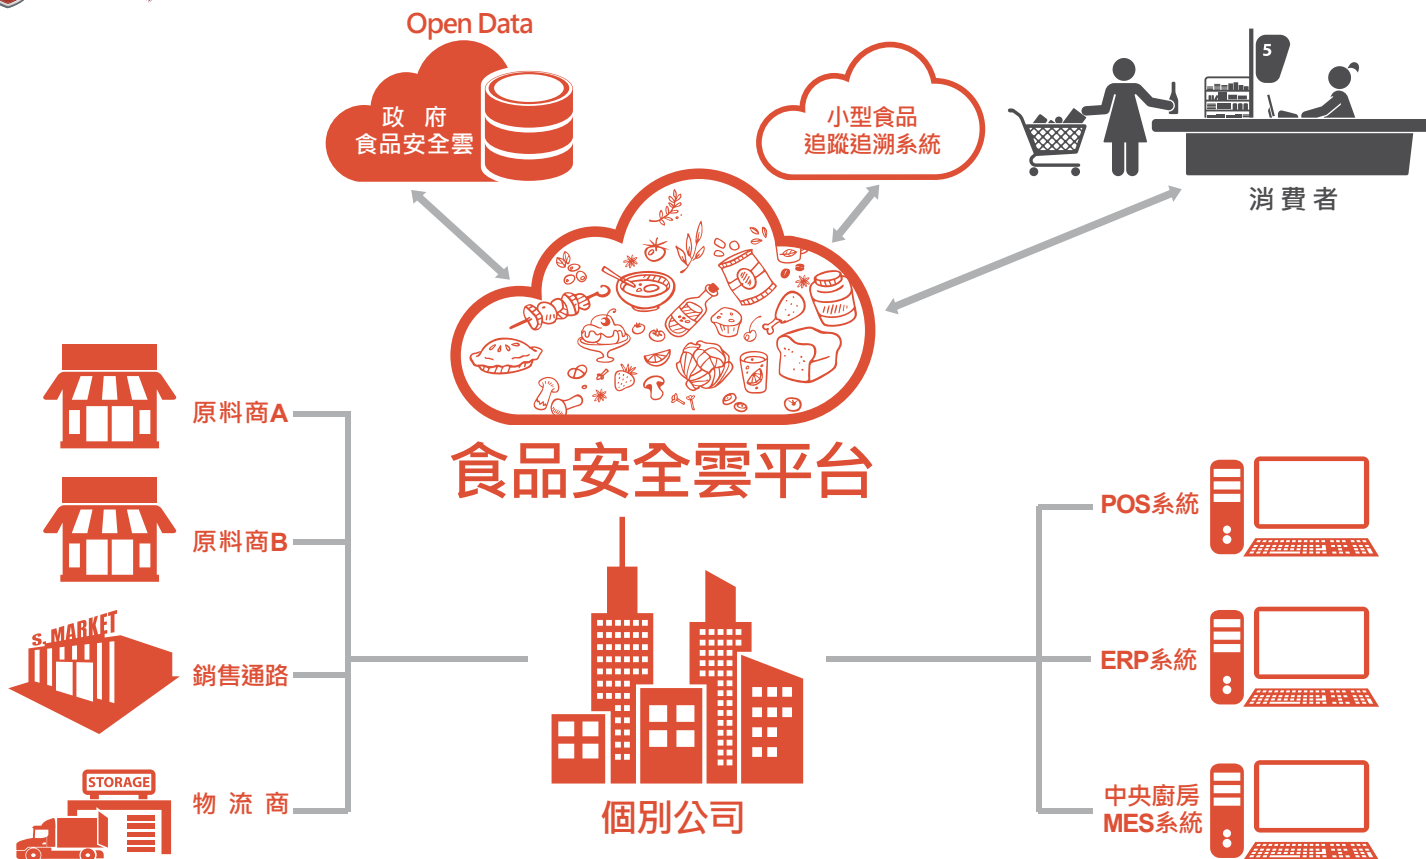 Open Data
政府
食品安全雲
小型食品
追蹤追溯系統
5
消費者
食品安全雲平台
原料商A
原料商B
S. MARKET
銷售通路
STORAGE
物流商
個別公司
POS系統
ERP系統
中央廚房
MES系統